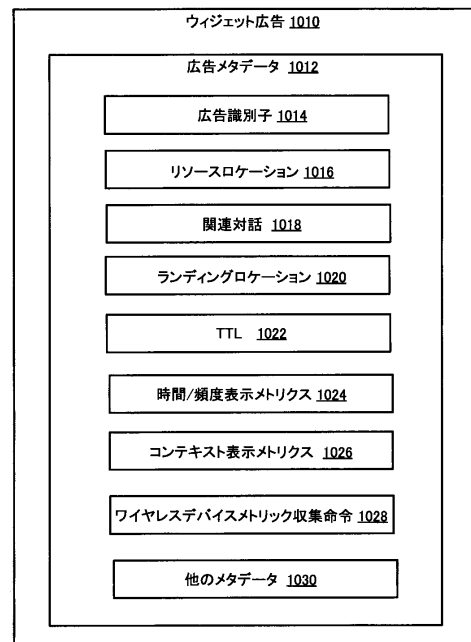 ウィジェット広告 1010
広告メタデータ 1012
広告識別子 1014
リソースロケーション 1016
関連対話 1018
ランディングロケーション 1020
TTL 1022
時間/頻度表示メトリクス 1024
コンテキスト表示メトリクス 1026
ワイヤレスデバイスメトリック収集命令 1028
他のメタデータ 1030